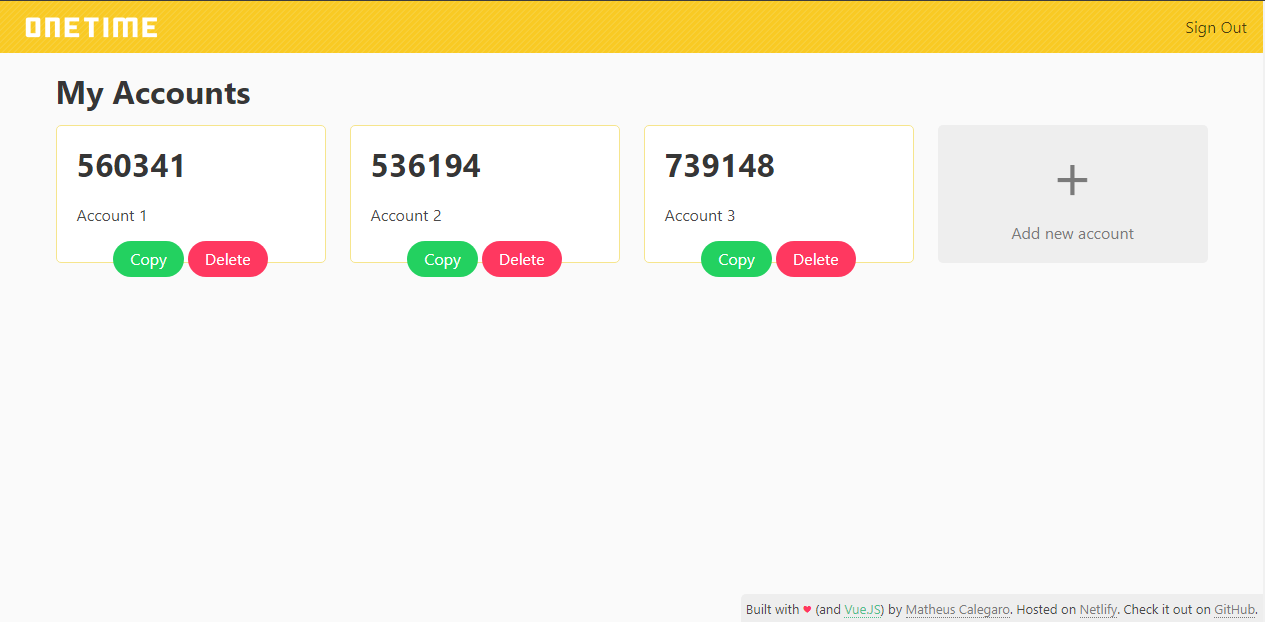 ONETIME
Sign Out
My Accounts
560341
Account 1
Copy
Delete
536194
Account 2
Copy
Delete
739148
Account 3
Copy
Delete
Add new account
Built with ♥ (and VueJS) by Matheus Calegaro. Hosted on Netlify. Check it out on GitHub.